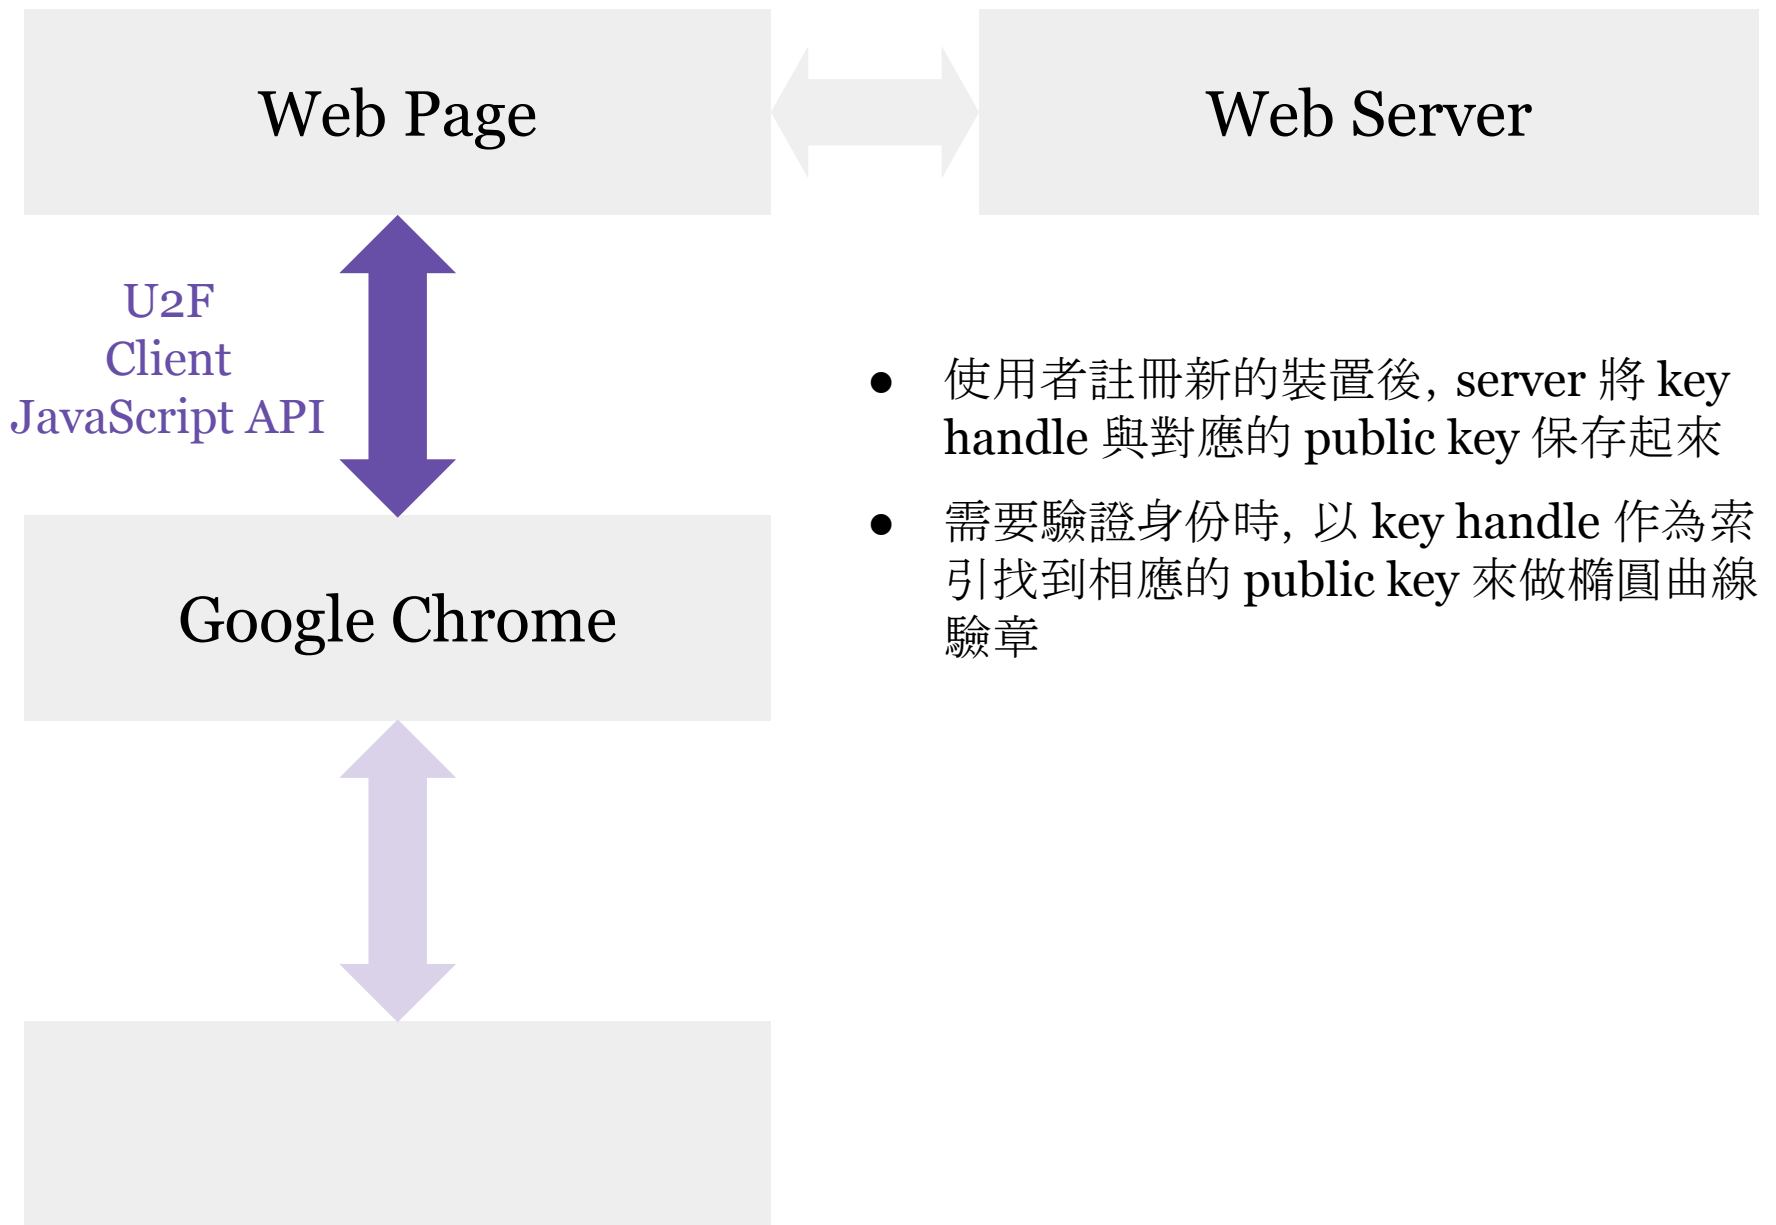 Web Page
Web Server
U2F
Client
JavaScript API
● 使用者註冊新的裝置後, server 將 key
handle 與對應的 public key 保存起來
● 需要驗證身份時, 以 key handle 作為索
引找到相應的 public key 來做橢圓曲線
驗章
Google Chrome